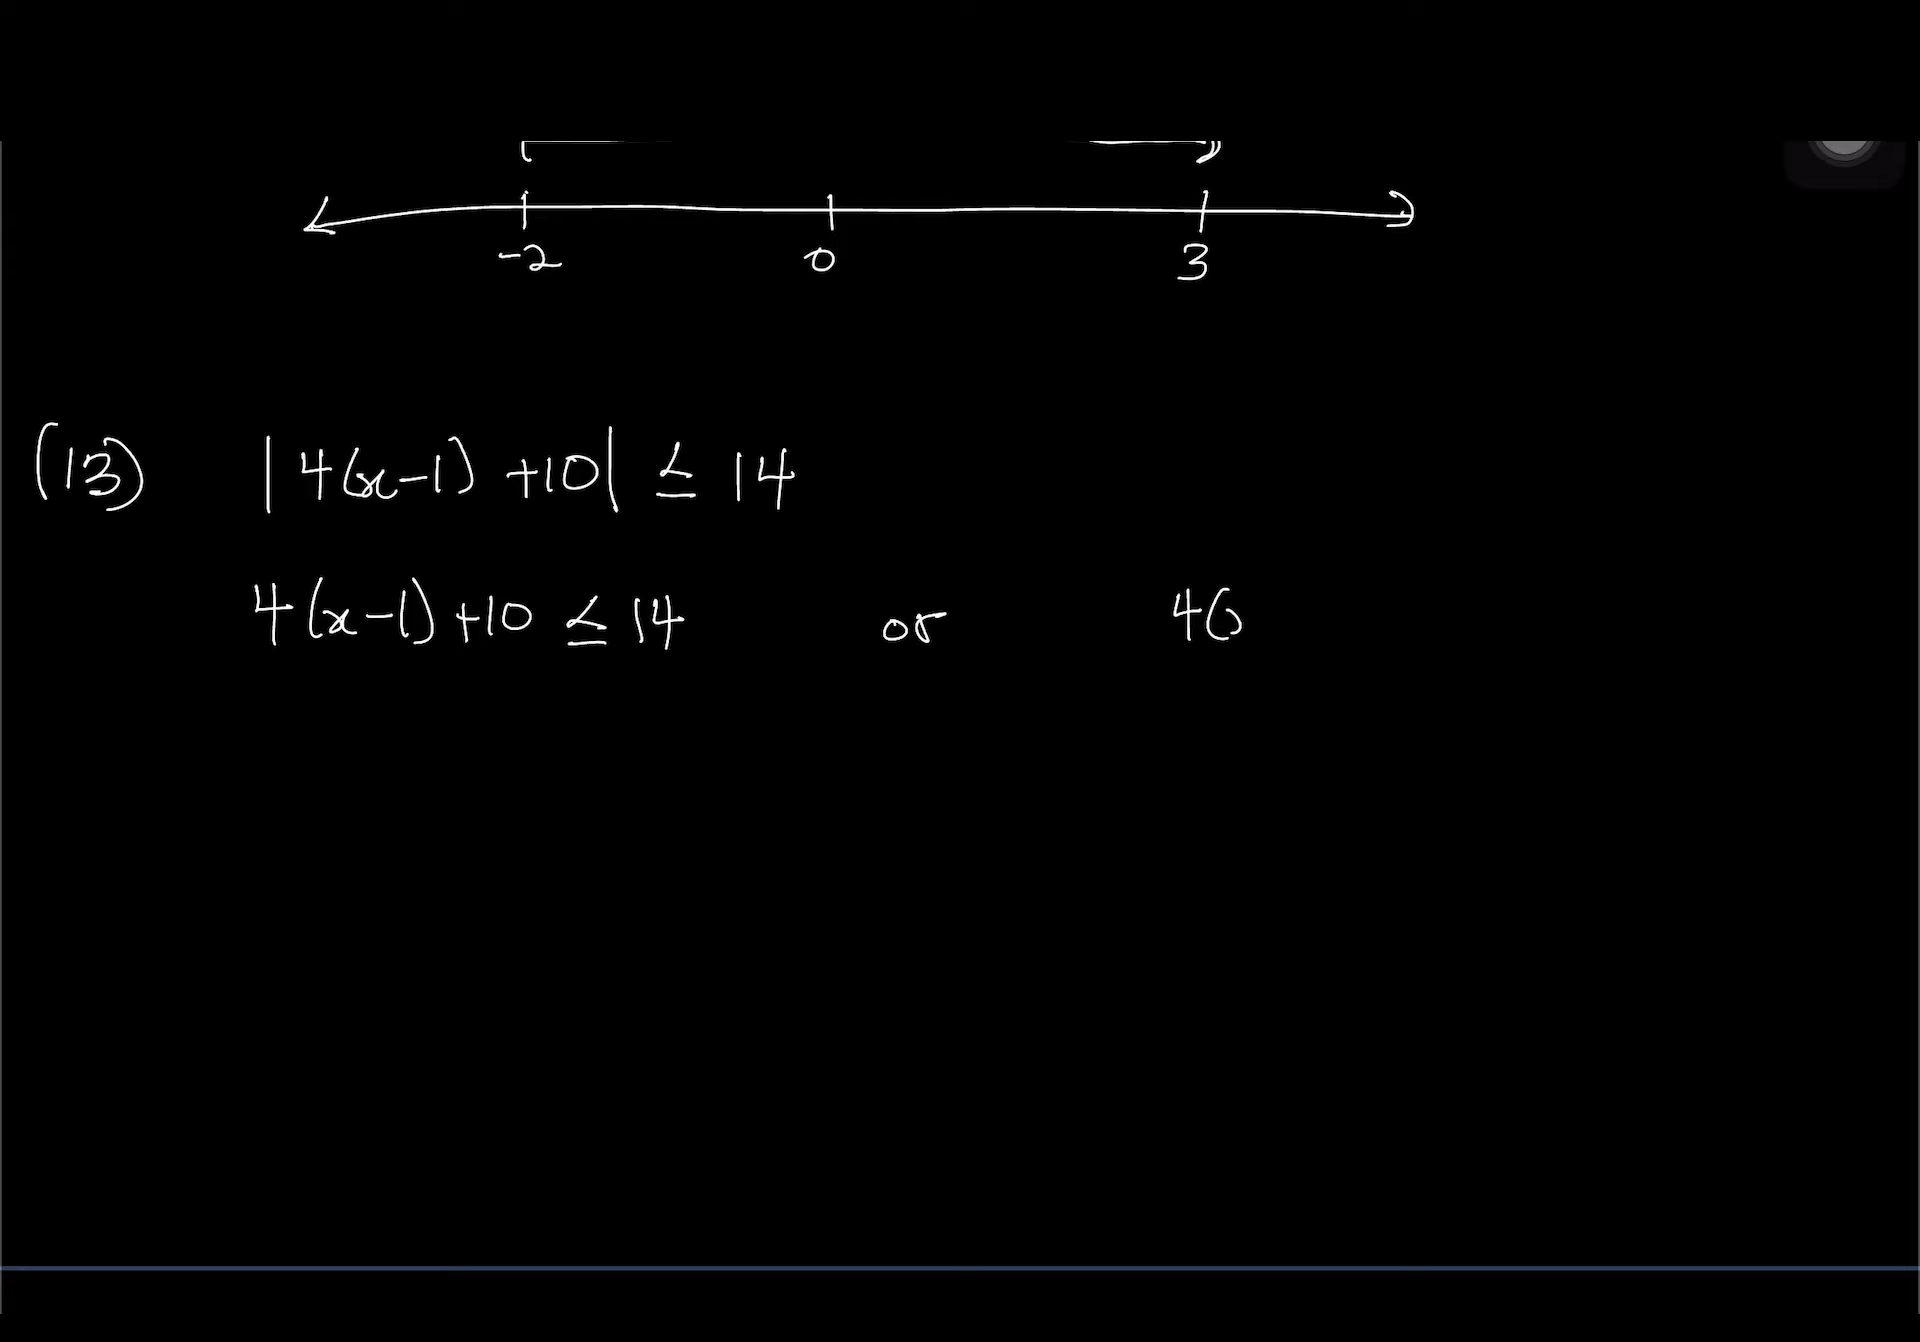 -2 0 3
(13) |4(x-1) +10| ≤ 14
4(x-1) +10 ≤ 14 or 4(